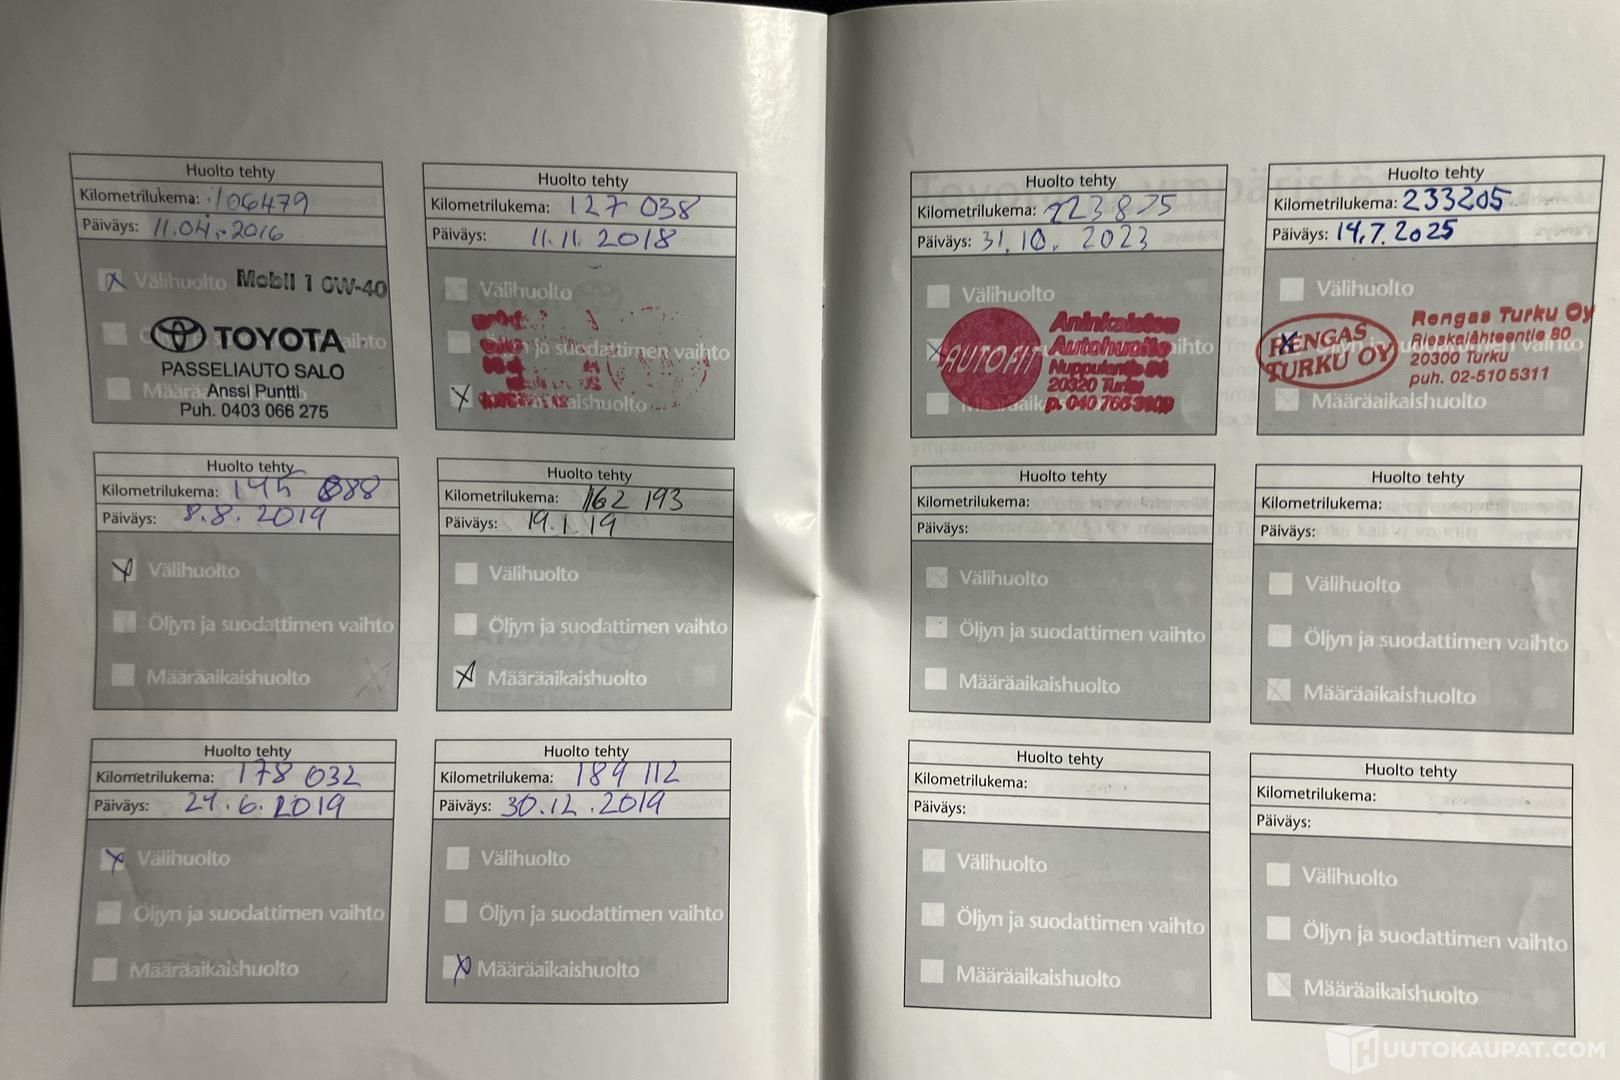 Huolto tehty
Kilometrilukema: 106479
Päiväys: 11.04.-2016
Välihuolto Mobil 1 0W-40
TOYOTA
PASSELIAUTO SALO
Anssi Puntti
Puh. 0403 066 275
Huolto tehty
Kilometrilukema: 127 038
Päiväys: 11.11. 2018
Välihuolto
ja suodattimen vaihto
Huolto tehty
Kilometrilukema:
Päiväys: 31.10. 2023
Välihuolto
AUTOFIT
Aninkaisten
Autohuolto
20320 Turku
Huolto tehty
Kilometrilukema: 233205
Päiväys: 14.7.2025
Välihuolto
RENGAS
TURKU OY
Rengas Turku Oy
Rieskalähteentie 80
20300 Turku
puh. 02-510 5311
Määräaikaishuolto
Huolto tehty
Kilometrilukema: 145 888
Päiväys: 8.8. 2019
Välihuolto
Öljyn ja suodattimen vaihto
Määräaikaishuolto
Huolto tehty
Kilometrilukema: 162 193
Päiväys: 19.1.19
Välihuolto
Öljyn ja suodattimen vaihto
Määräaikaishuolto
Huolto tehty
Kilometrilukema:
Päiväys:
Välihuolto
Öljyn ja suodattimen vaihto
Määräaikaishuolto
Huolto tehty
Kilometrilukema:
Päiväys:
Välihuolto
Öljyn ja suodattimen vaihto
Määräaikaishuolto
Huolto tehty
Kilometrilukema: 178 032
Päiväys: 27.6.2019
Välihuolto
Öljyn ja suodattimen vaihto
Määräaikaishuolto
Huolto tehty
Kilometrilukema: 189 112
Päiväys: 30.12.2019
Välihuolto
Öljyn ja suodattimen vaihto
Määräaikaishuolto
Huolto tehty
Kilometrilukema:
Päiväys:
Välihuolto
Öljyn ja suodattimen vaihto
Määräaikaishuolto
Huolto tehty
Kilometrilukema:
Päiväys:
Välihuolto
Öljyn ja suodattimen vaihto
Määräaikaishuolto
HUUTOKAUPAT.COM